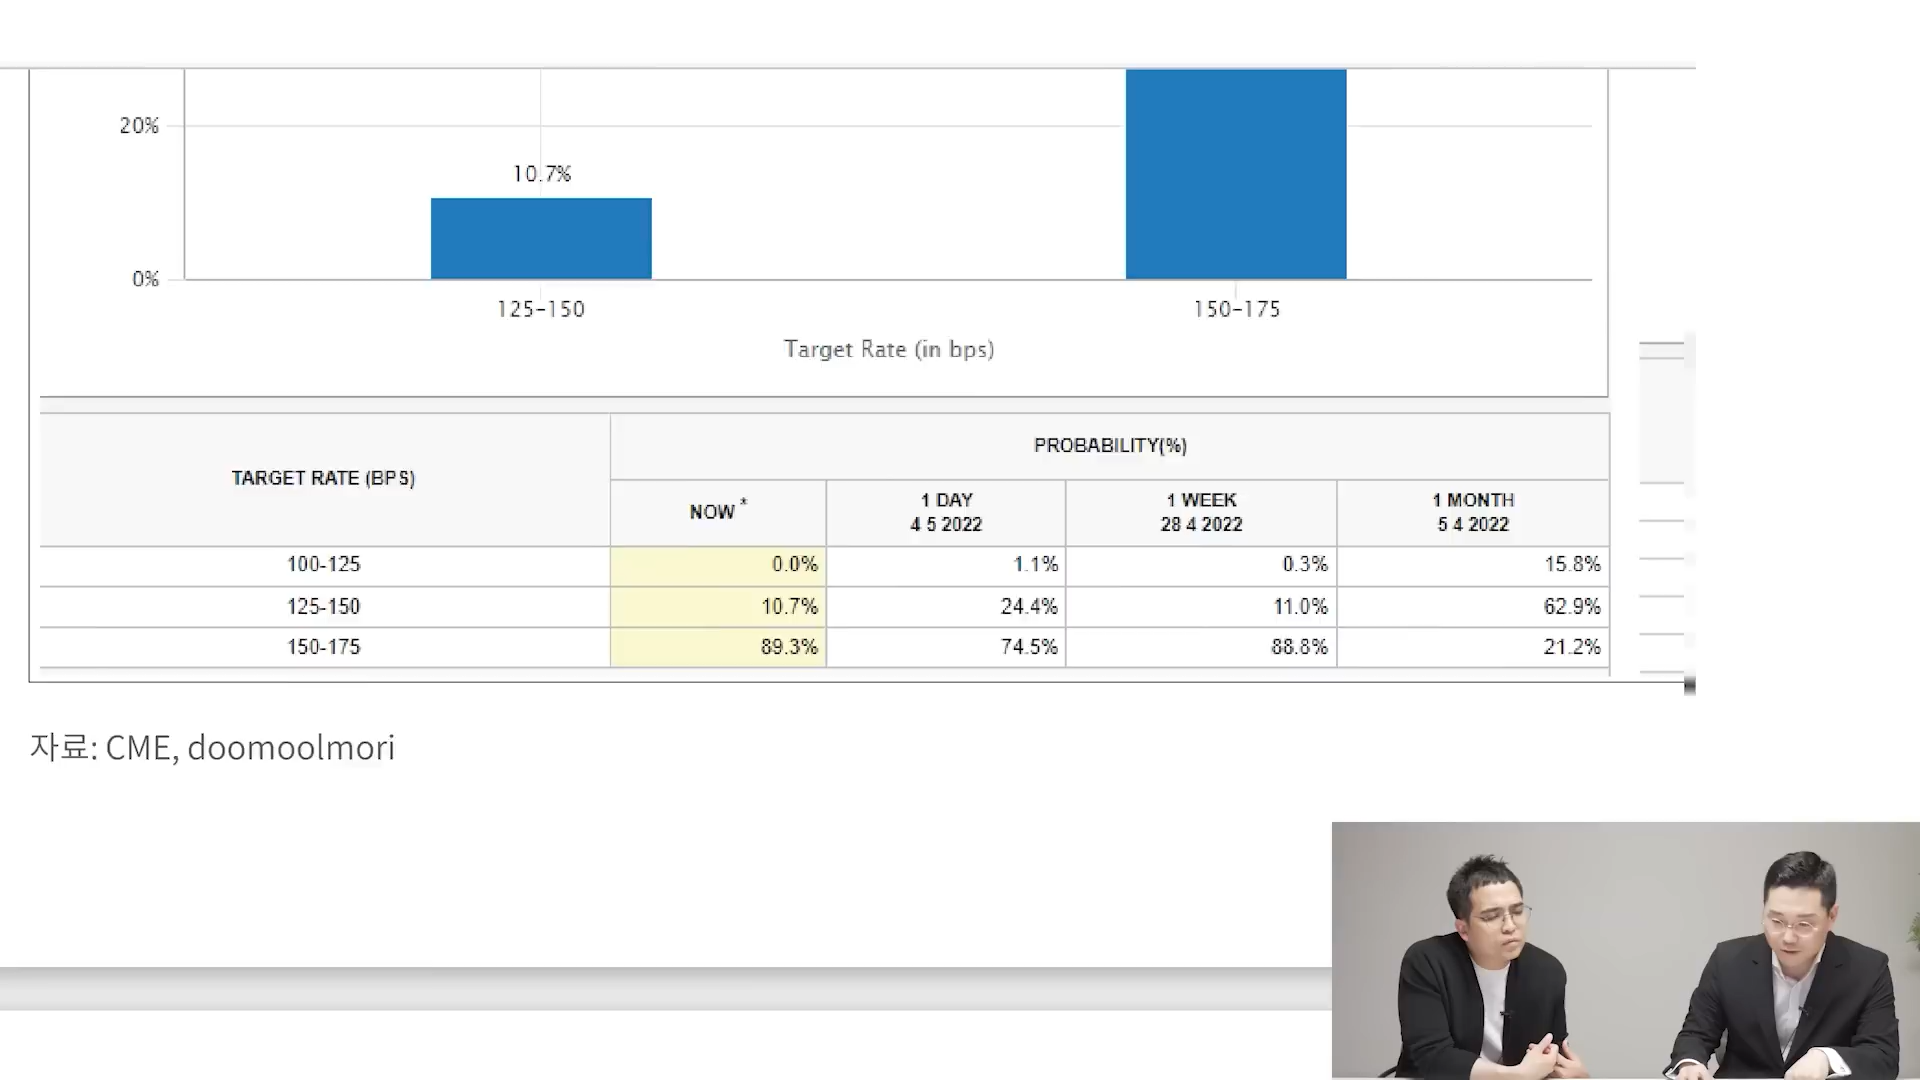 20%
10.7%
0%
125-150
150-175
Target Rate (in bps)
TARGET RATE (BPS)
PROBABILITY(%)
NOW *
1 DAY
4 5 2022
1 WEEK
28 4 2022
1 MONTH
5 4 2022
100-125 0.0% 1.1% 0.3% 15.8%
125-150 10.7% 24.4% 11.0% 62.9%
150-175 89.3% 74.5% 88.8% 21.2%
자료: CME, doomoolmori